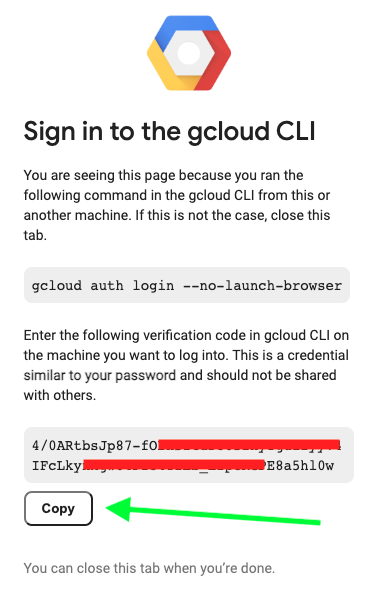 Sign in to the gcloud CLI
You are seeing this page because you ran the
following command in the gcloud CLI from this or
another machine. If this is not the case, close this
tab.
gcloud auth login --no-launch-browser
Enter the following verification code in gcloud CLI on
the machine you want to log into. This is a credential
similar to your password and should not be shared
with others.
4/0ARtbsJp87-fO
IFcLky E8a5hl0w
Copy
You can close this tab when you’re done.